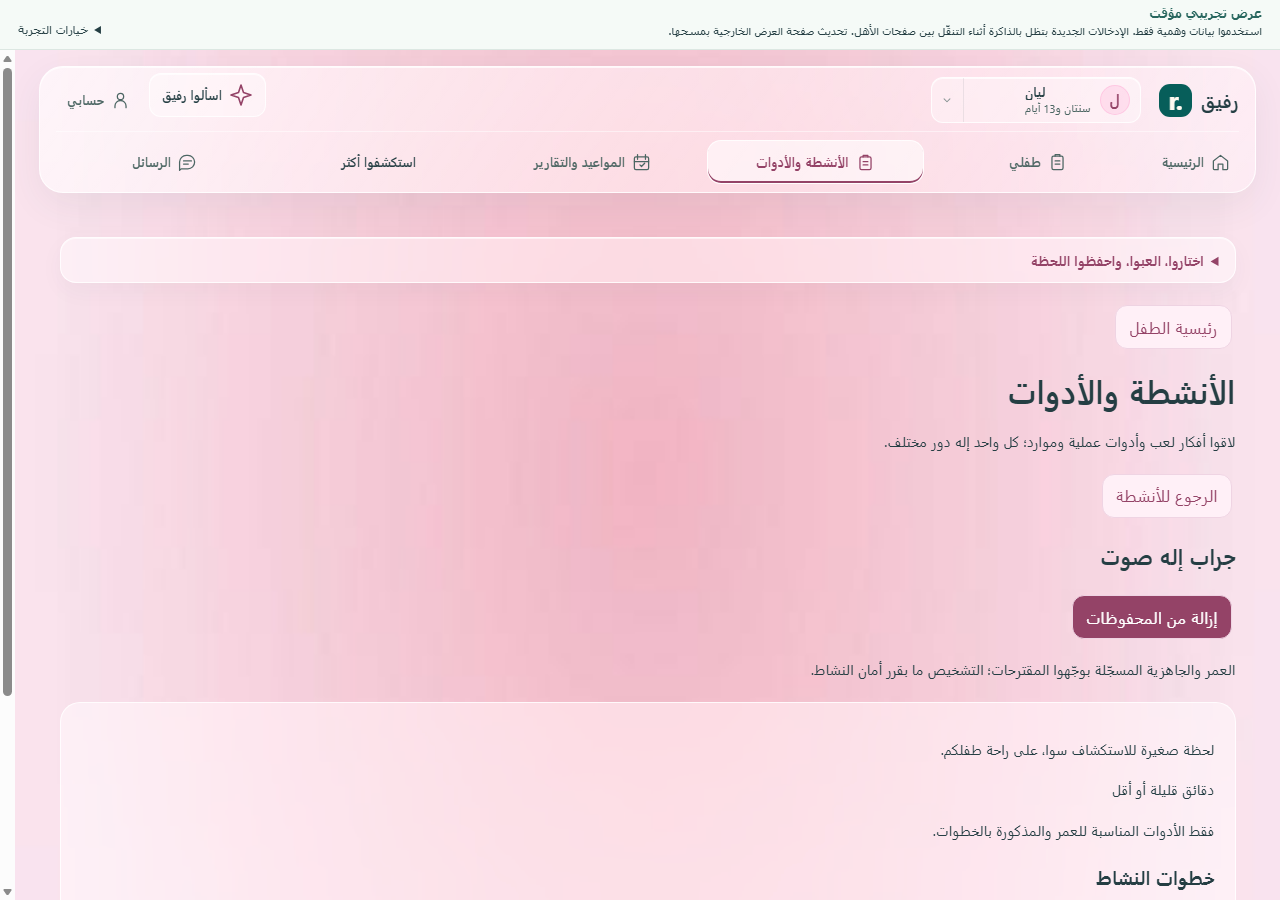 عرض تجريبي مؤقت
استخدموا بيانات وهمية فقط. الإدخالات الجديدة بتظل بالذاكرة أثناء التنقّل بين صفحات الأهل. تحديث صفحة العرض الخارجية بمسحها.
خيارات التجربة
رفيق
r.
ل
ليان
سنتان و13 أيام
اسألوا رفيق
حسابي
الرئيسية
طفلي
الأنشطة والأدوات
المواعيد والتقارير
استكشفوا أكثر
الرسائل
اختاروا، العبوا، واحفظوا اللحظة
رئيسية الطفل
الأنشطة والأدوات
لاقوا أفكار لعب وأدوات عملية وموارد؛ كل واحد إله دور مختلف.
الرجوع للأنشطة
جراب إله صوت
إزالة من المحفوظات
العمر والجاهزية المسجّلة بوجّهوا المقترحات؛ التشخيص ما بقرر أمان النشاط.
لحظة صغيرة للاستكشاف سوا، على راحة طفلكم.
دقائق قليلة أو أقل
فقط الأدوات المناسبة للعمر والمذكورة بالخطوات.
خطوات النشاط